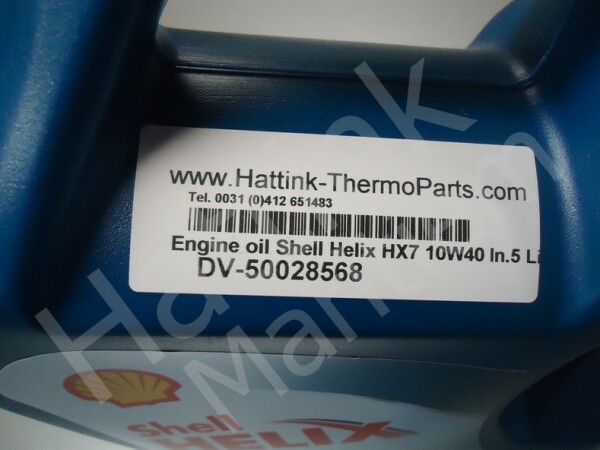 www.Hattink-ThermoParts.com
Tel. 0031 (0)412 651483
Engine oil Shell Helix HX7 10W40 In.5 Li
DV-50028568
Shell
HELIX